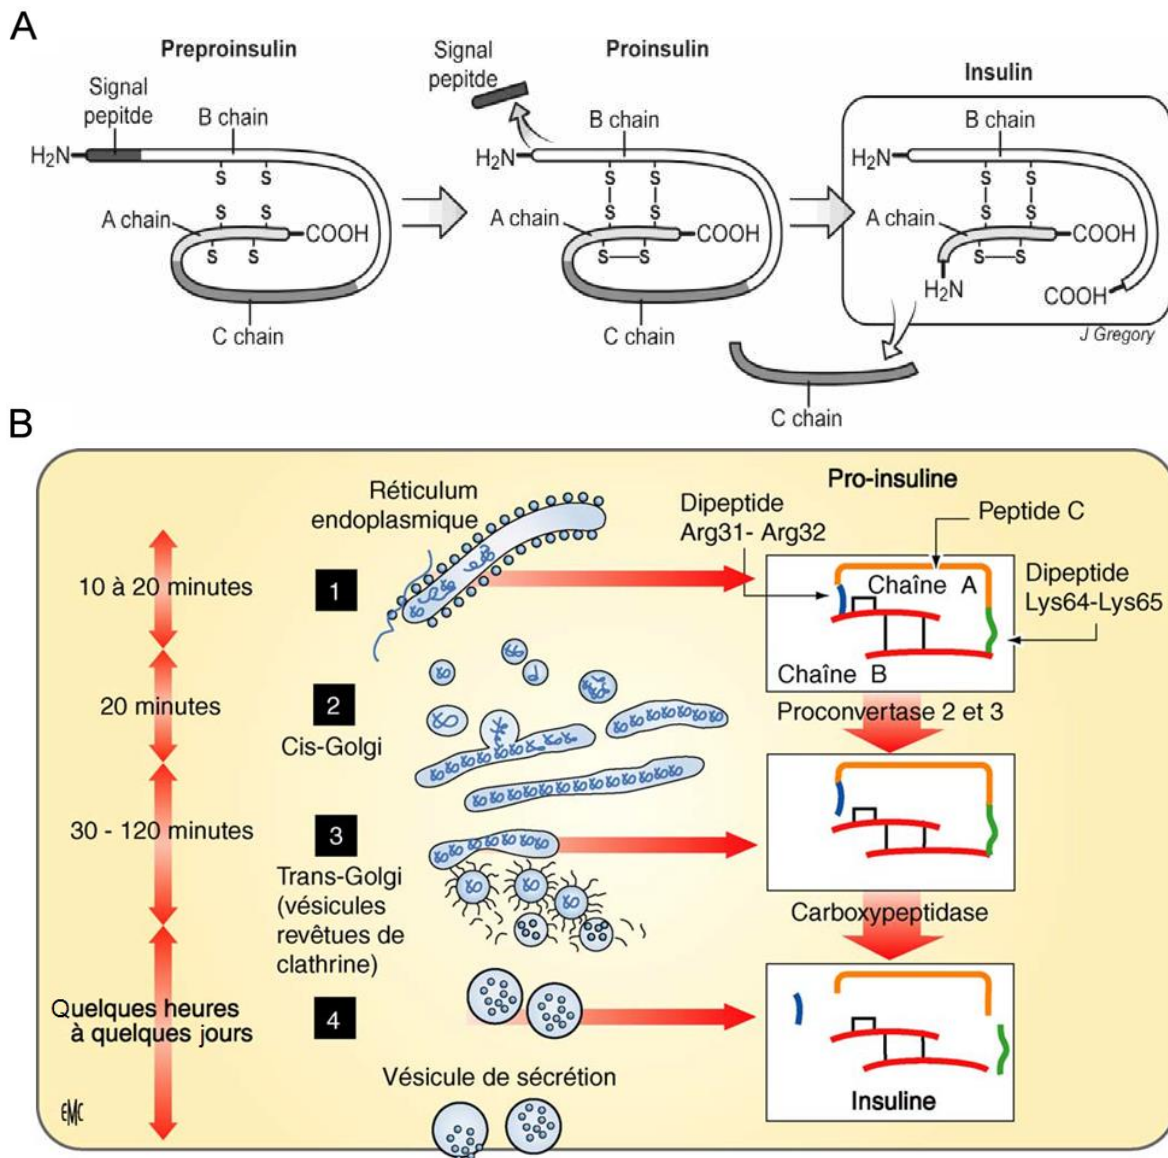 A
Preproinsulin
Signal
pepitde
B chain
H₂N
S S
S S
A chain
COOH
S S
C chain
Signal
pepitde
Proinsulin
B chain
H₂N
S S
S S
A chain
COOH
S S
C chain
Insulin
B chain
H₂N
S S
S S
A chain
COOH
S S
H₂N
COOH
J Gregory
C chain
B
10 à 20 minutes
20 minutes
30 - 120 minutes
Quelques heures
à quelques jours
EMC
Réticulum
endoplasmique
1
2
Cis-Golgi
3
Trans-Golgi
(vésicules
revêtues de
clathrine)
4
Vésicule de sécrétion
Pro-insuline
Dipeptide
Arg31- Arg32
Peptide C
Chaîne A
Dipeptide
Lys64-Lys65
Chaîne B
Proconvertase 2 et 3
Carboxypeptidase
Insuline